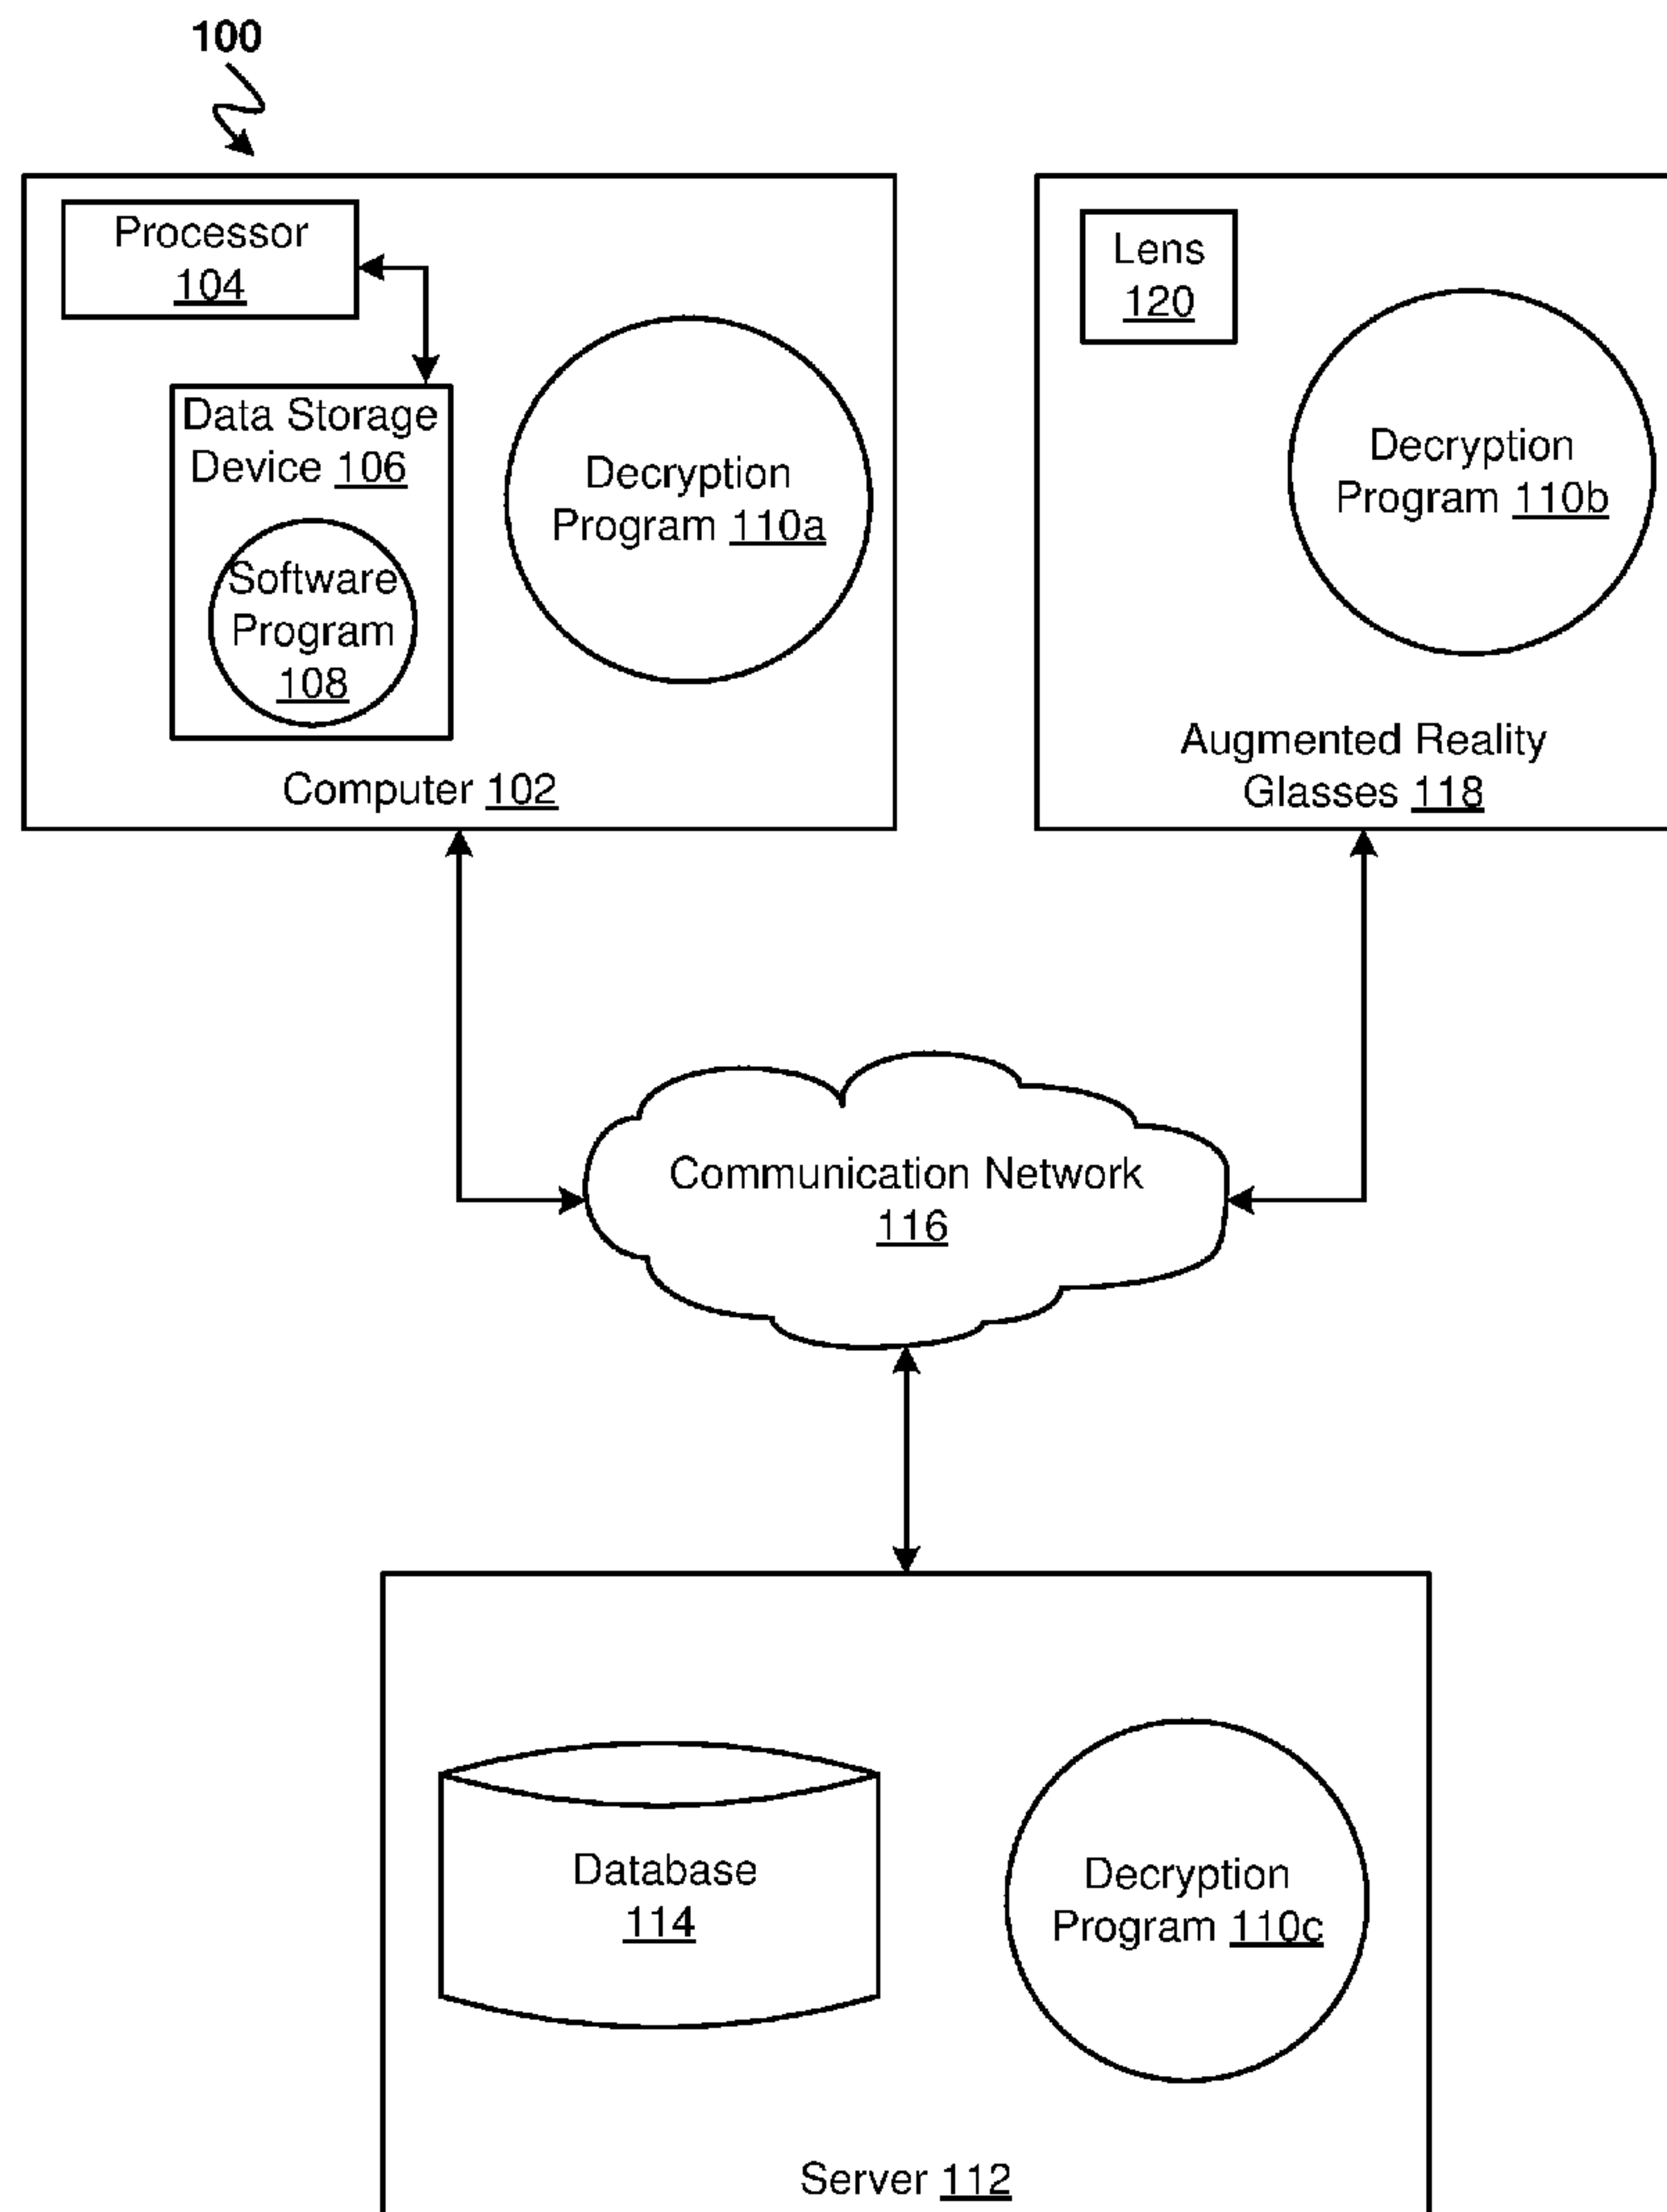 100
Processor
104
Data Storage
Device 106
Software
Program
108
Decryption
Program 110a
Computer 102
Lens
120
Decryption
Program 110b
Augmented Reality
Glasses 118
Communication Network
116
Database
114
Decryption
Program 110c
Server 112